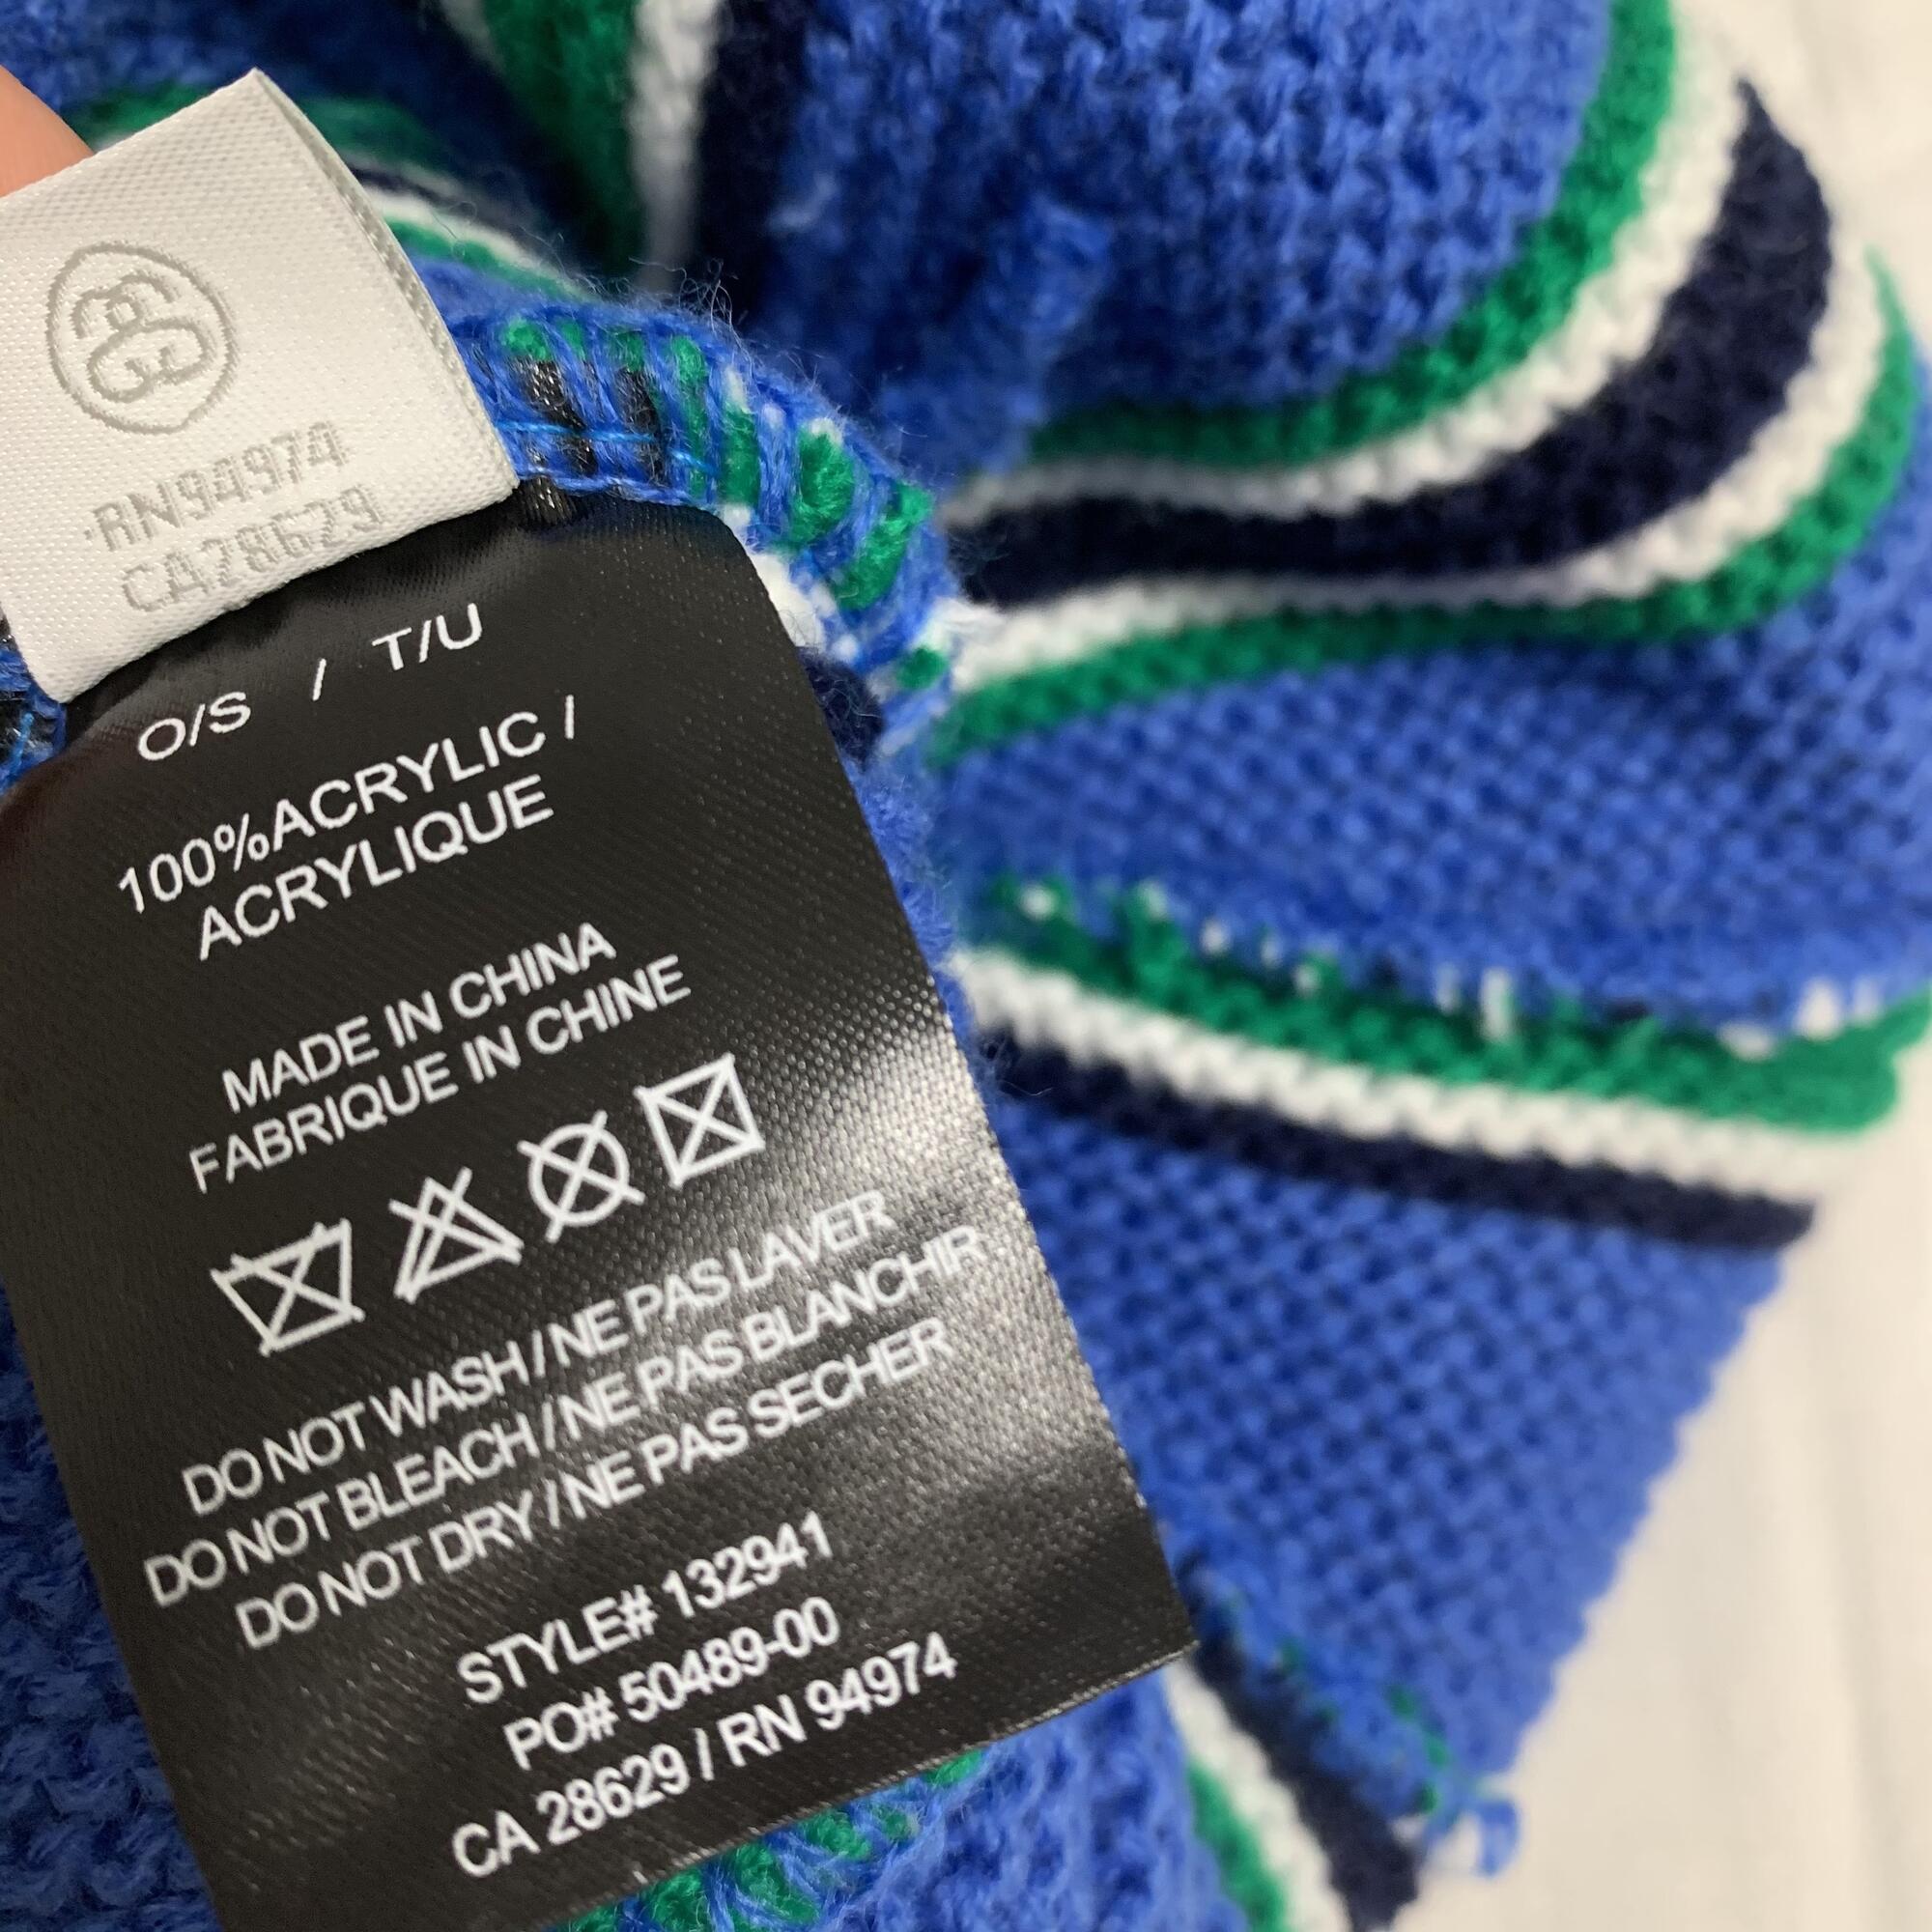 RN94974
CA28629
O/S / T/U
100%ACRYLIC /
ACRYLIQUE
MADE IN CHINA
FABRIQUE IN CHINE
DO NOT WASH/NE PAS LAVER
DO NOT BLEACH/NE PAS BLANCHIR
DO NOT DRY/NE PAS SECHER
STYLE# 132941
PO# 50489-00
CA 28629 / RN 94974